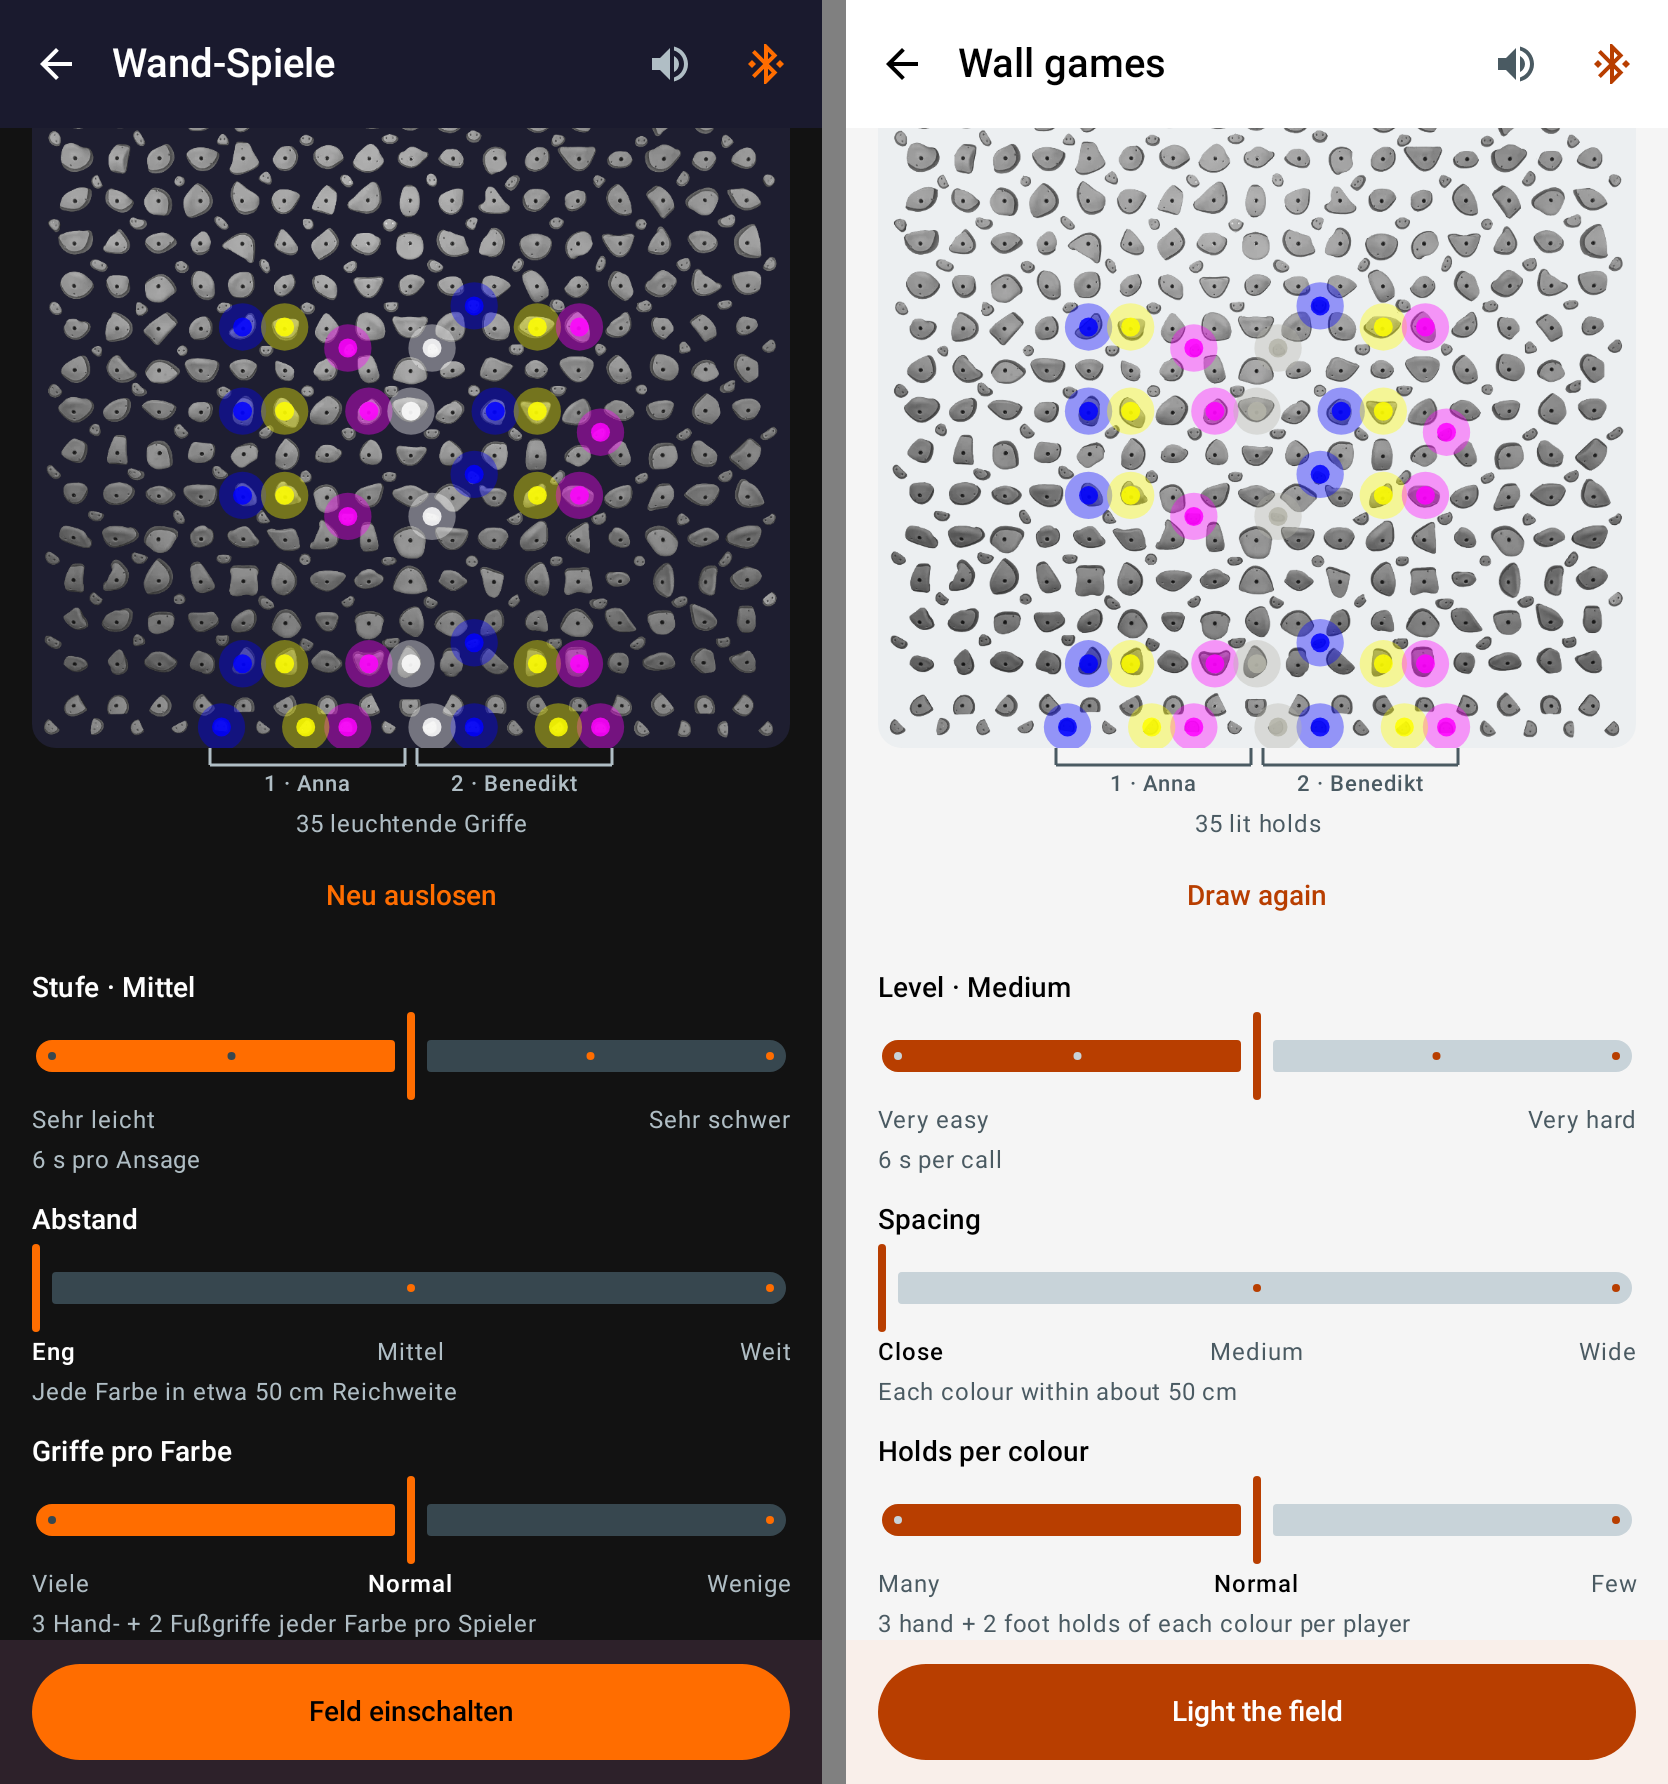 Wand-Spiele
1 · Anna
2 · Benedikt
35 leuchtende Griffe
Neu auslosen
Stufe · Mittel
Sehr leicht
Sehr schwer
6 s pro Ansage
Abstand
Eng
Mittel
Weit
Jede Farbe in etwa 50 cm Reichweite
Griffe pro Farbe
Viele
Normal
Wenige
3 Hand- + 2 Fußgriffe jeder Farbe pro Spieler
Feld einschalten
Wall games
1 · Anna
2 · Benedikt
35 lit holds
Draw again
Level · Medium
Very easy
Very hard
6 s per call
Spacing
Close
Medium
Wide
Each colour within about 50 cm
Holds per colour
Many
Normal
Few
3 hand + 2 foot holds of each colour per player
Light the field